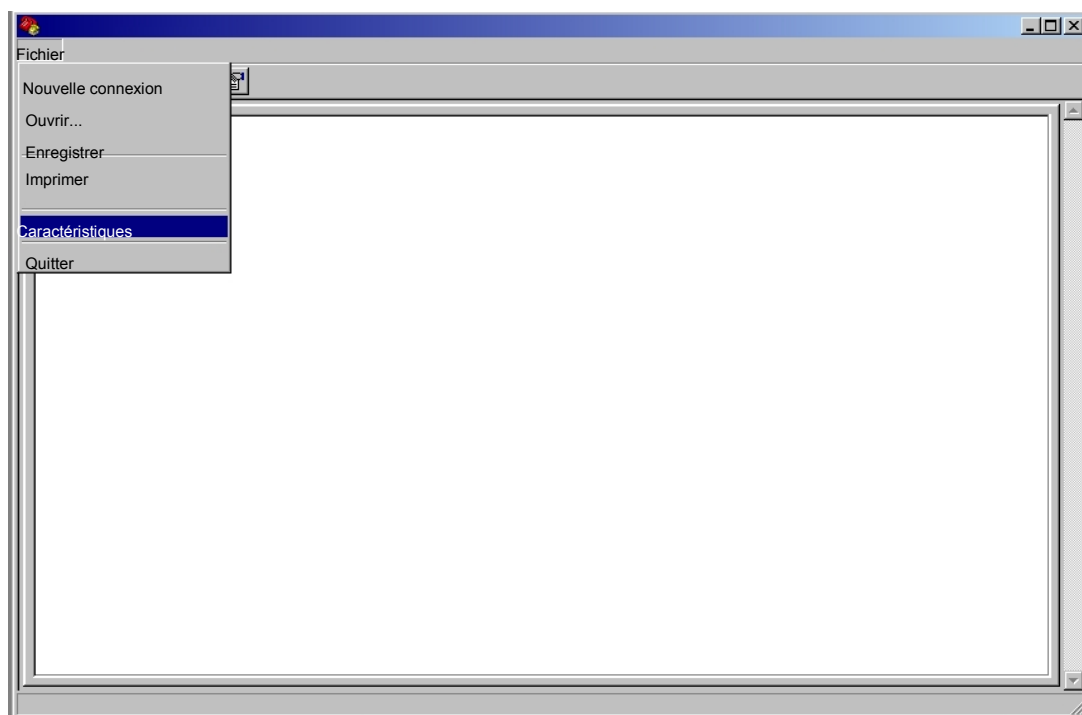 Fichier
Nouvelle connexion
Ouvrir...
Enregistrer
Imprimer
Caractéristiques
Quitter